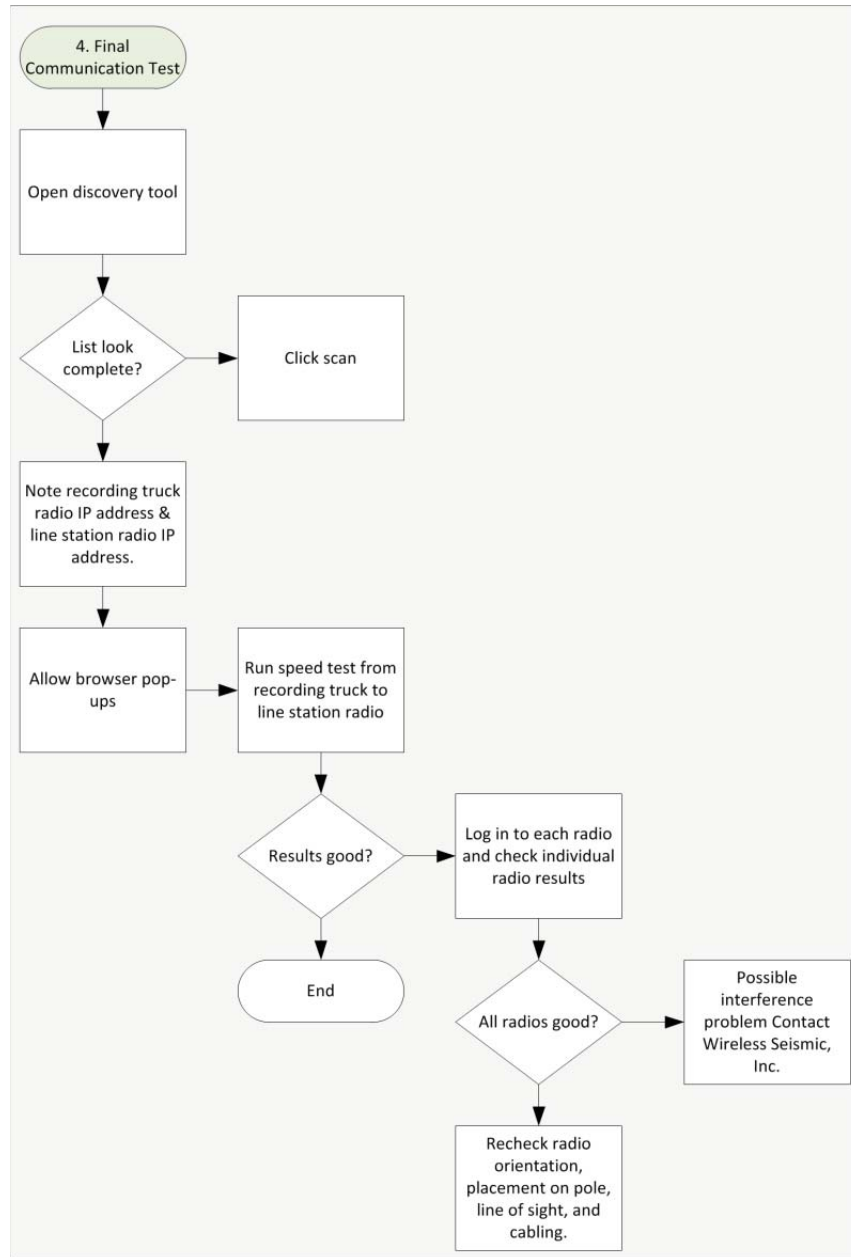 4. Final
Communication Test
Open discovery tool
List look
complete?
Click scan
Note recording truck
radio IP address &
line station radio IP
address.
Allow browser pop-
ups
Run speed test from
recording truck to
line station radio
Results good?
Log in to each radio
and check individual
radio results
End
All radios good?
Possible
interference
problem Contact
Wireless Seismic,
Inc.
Recheck radio
orientation,
placement on pole,
line of sight, and
cabling.